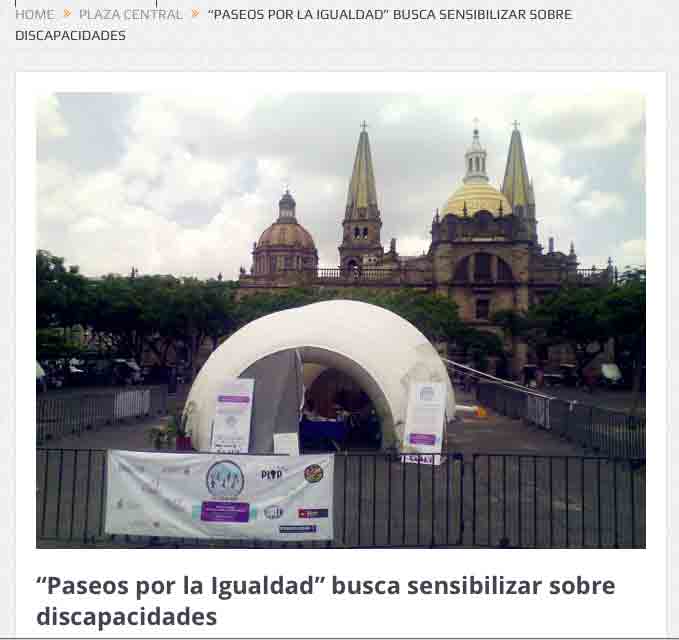 HOME » PLAZA CENTRAL » “PASEOS POR LA IGUALDAD” BUSCA SENSIBILIZAR SOBRE
DISCAPACIDADES
“Paseos por la Igualdad” busca sensibilizar sobre
discapacidades